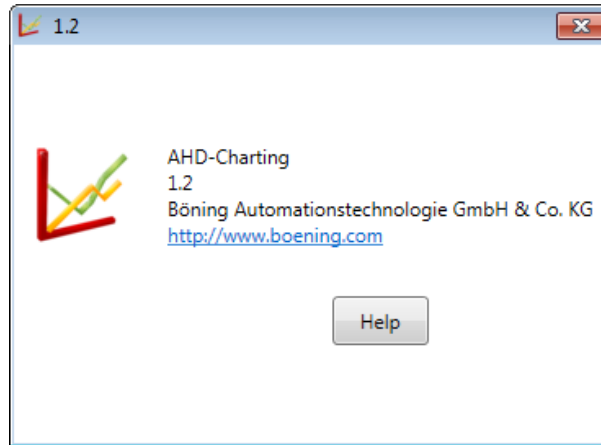 1.2
AHD-Charting
1.2
Böning Automationstechnologie GmbH & Co. KG
http://www.boening.com
Help